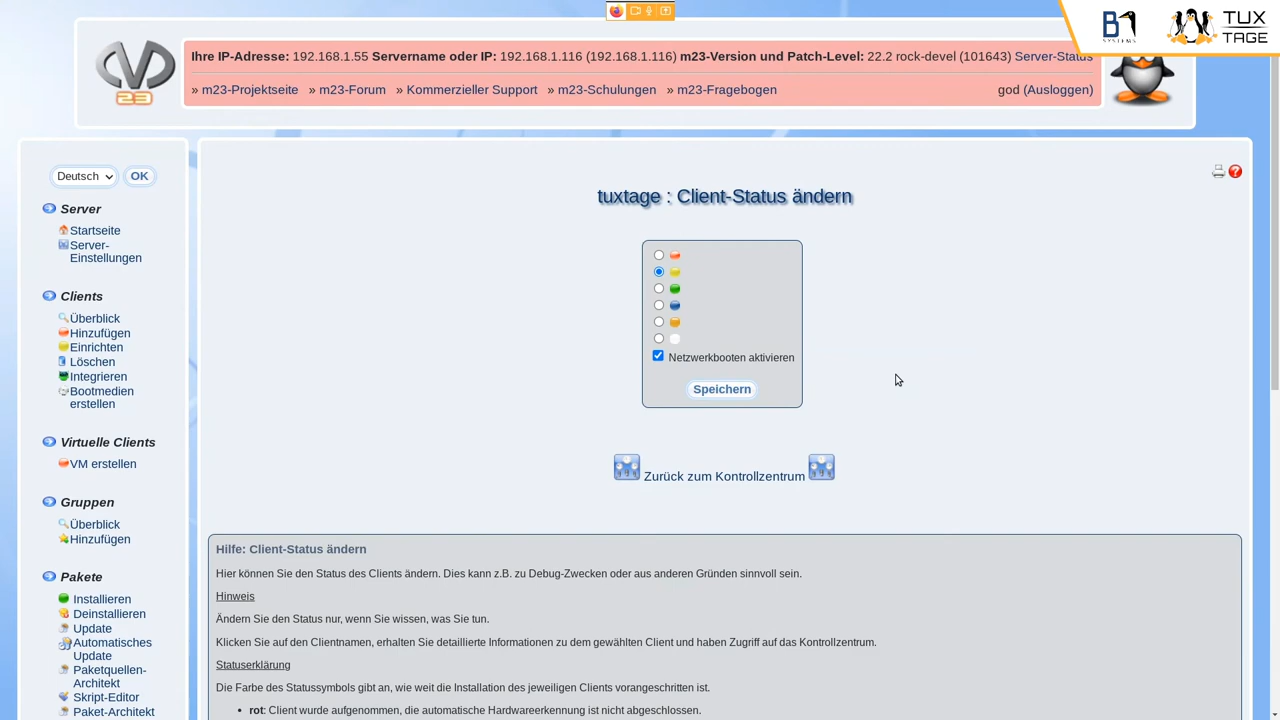 B1
SYSTEMS
TUX
TAGE
Ihre IP-Adresse: 192.168.1.55 Servername oder IP: 192.168.1.116 (192.168.1.116) m23-Version und Patch-Level: 22.2 rock-devel (101643) Server-Status
» m23-Projektseite » m23-Forum » Kommerzieller Support » m23-Schulungen » m23-Fragebogen god (Ausloggen)
23
Deutsch OK
Server
Startseite
Server-
Einstellungen
Clients
Überblick
Hinzufügen
Einrichten
Löschen
Integrieren
Bootmedien
erstellen
Virtuelle Clients
VM erstellen
Gruppen
Überblick
Hinzufügen
Pakete
Installieren
Deinstallieren
Update
Automatisches
Update
Paketquellen-
Architekt
Skript-Editor
Paket-Architekt
tuxtage : Client-Status ändern
Netzwerkbooten aktivieren
Speichern
Zurück zum Kontrollzentrum
Hilfe: Client-Status ändern
Hier können Sie den Status des Clients ändern. Dies kann z.B. zu Debug-Zwecken oder aus anderen Gründen sinnvoll sein.
Hinweis
Ändern Sie den Status nur, wenn Sie wissen, was Sie tun.
Klicken Sie auf den Clientnamen, erhalten Sie detaillierte Informationen zu dem gewählten Client und haben Zugriff auf das Kontrollzentrum.
Statuserklärung
Die Farbe des Statussymbols gibt an, wie weit die Installation des jeweiligen Clients vorangeschritten ist.
• rot: Client wurde aufgenommen, die automatische Hardwareerkennung ist nicht abgeschlossen.